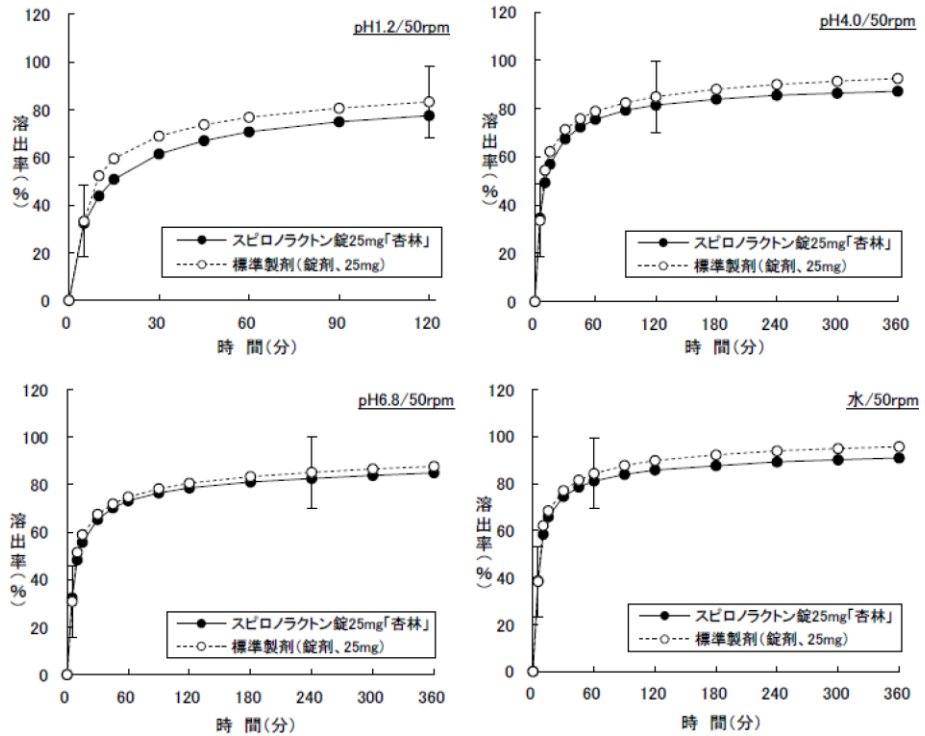 pH1.2/50rpm
120
100
80
60
40
20
0
溶出率(%)
スピロノラクトン錠25mg「杏林」
標準製剤(錠剤、25mg)
0 30 60 90 120
時 間(分)
pH4.0/50rpm
120
100
80
60
40
20
0
溶出率(%)
スピロノラクトン錠25mg「杏林」
標準製剤(錠剤、25mg)
0 60 120 180 240 300 360
時 間(分)
pH6.8/50rpm
120
100
80
60
40
20
0
溶出率(%)
スピロノラクトン錠25mg「杏林」
標準製剤(錠剤、25mg)
0 60 120 180 240 300 360
時 間(分)
水/50rpm
120
100
80
60
40
20
0
溶出率(%)
スピロノラクトン錠25mg「杏林」
標準製剤(錠剤、25mg)
0 60 120 180 240 300 360
時 間(分)